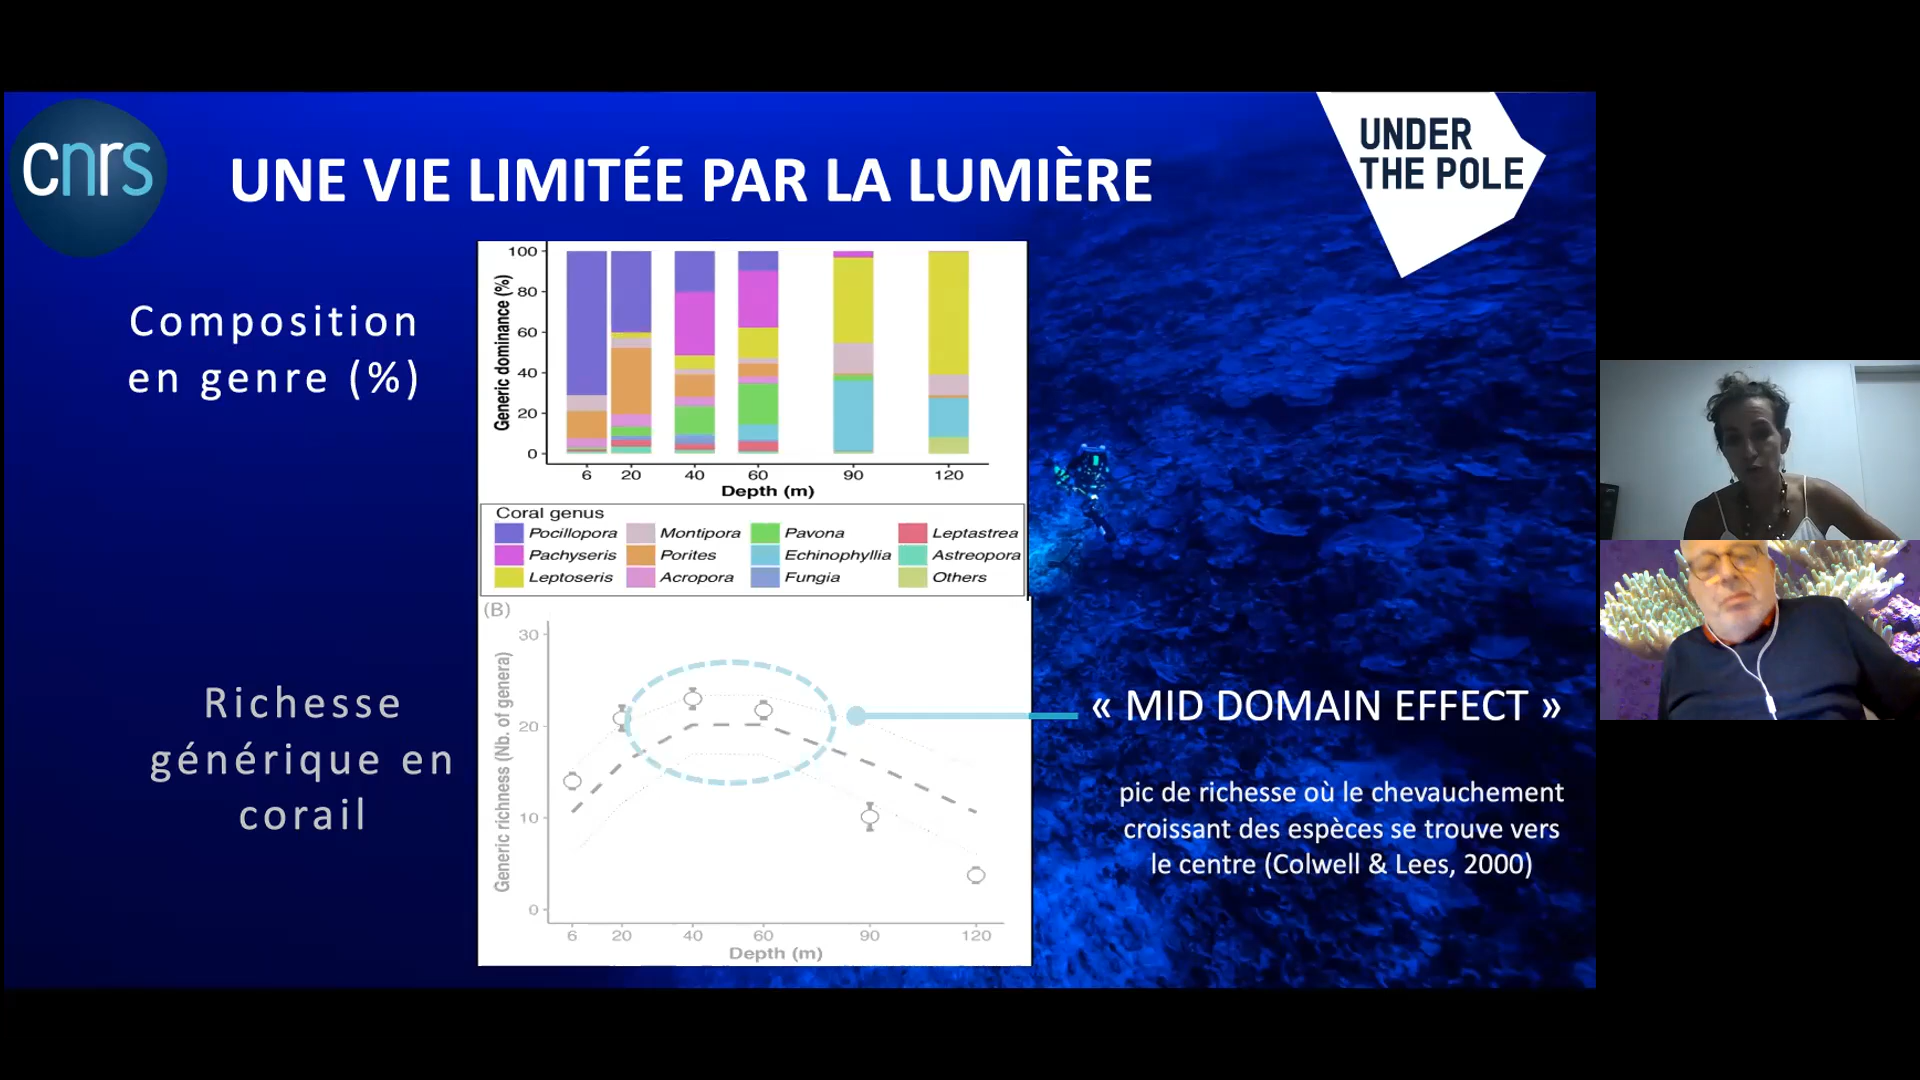 cnrs
UNE VIE LIMITÉE PAR LA LUMIÈRE
UNDER
THE POLE
Composition
en genre (%)
Generic dominance (%)
100
80
60
40
20
0
6 20 40 60 90 120
Depth (m)
Coral genus
Pocillopora Montipora Pavona Leptastrea
Pachyseris Porites Echinophyllia Astreopora
Leptoseris Acropora Fungia Others
Richesse
générique en
corail
(B)
Generic richness (Nb. of genera)
30
20
10
0
6 20 40 60 90 120
Depth (m)
« MID DOMAIN EFFECT »
pic de richesse où le chevauchement
croissant des espèces se trouve vers
le centre (Colwell & Lees, 2000)